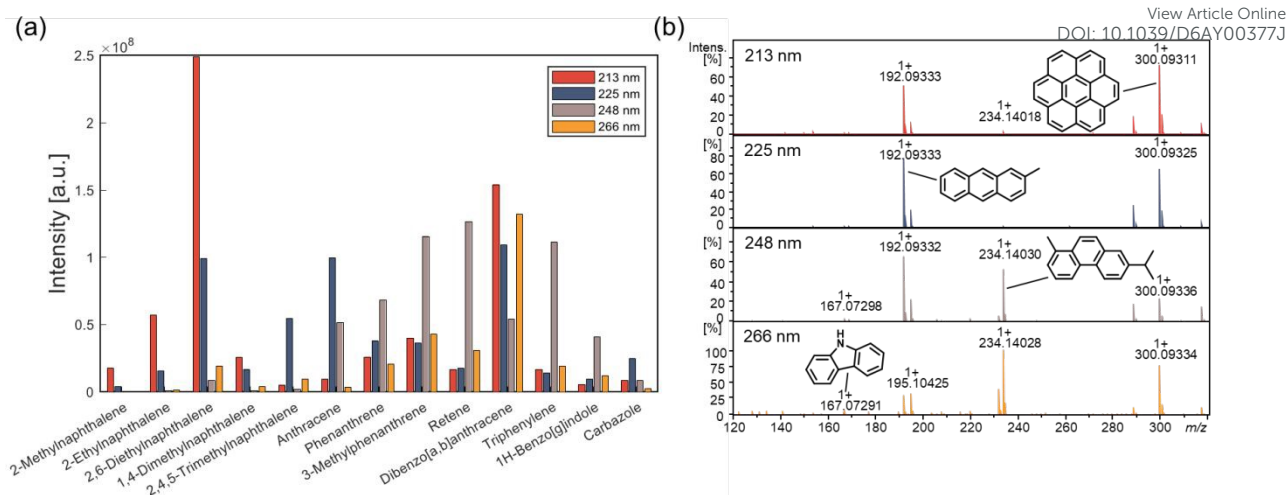 View Article Online
DOI: 10.1039/D6AY00377J
(a)
×10⁸
2.5
2
1.5
1
0.5
0
Intensity [a.u.]
213 nm
225 nm
248 nm
266 nm
2-Methylnaphthalene
2-Ethylnaphthalene
2,6-Diethylnaphthalene
1,4-Dimethylnaphthalene
2,4,5-Trimethylnaphthalene
Anthracene
Phenanthrene
3-Methylphenanthrene
Retene
Dibenzo[a.b]anthracene
Triphenylene
1H-Benzo[g]indole
Carbazole
(b)
Intens.
[%]
80
60
40
20
0
213 nm
1+
192.09333
1+
234.14018
1+
300.09311
[%]
80
60
40
20
0
225 nm
1+
192.09333
1+
300.09325
[%]
80
60
40
20
0
248 nm
1+
167.07298
1+
192.09332
1+
234.14030
1+
300.09336
[%]
100
75
50
25
0
266 nm
H
N
1+
167.07291
1+
195.10425
1+
234.14028
1+
300.09334
120 140 160 180 200 220 240 260 280 300 m/z